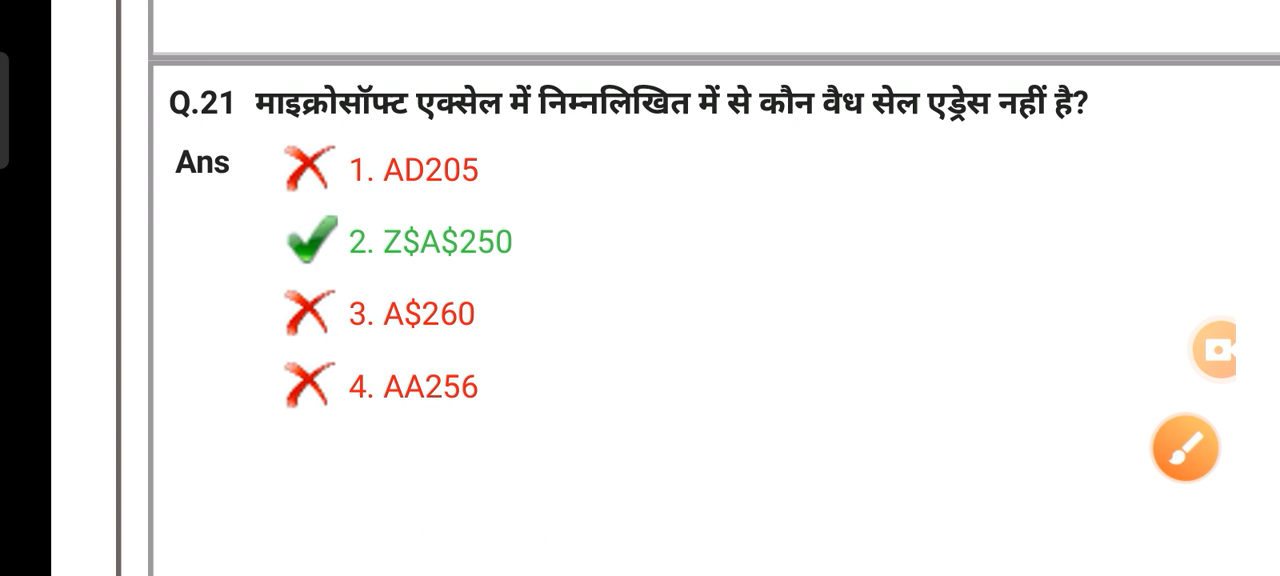 Q.21 माइक्रोसॉफ्ट एक्सेल में निम्नलिखित में से कौन वैध सेल एड्रेस नहीं है?
Ans 1. AD205
2. Z$A$250
3. A$260
4. AA256